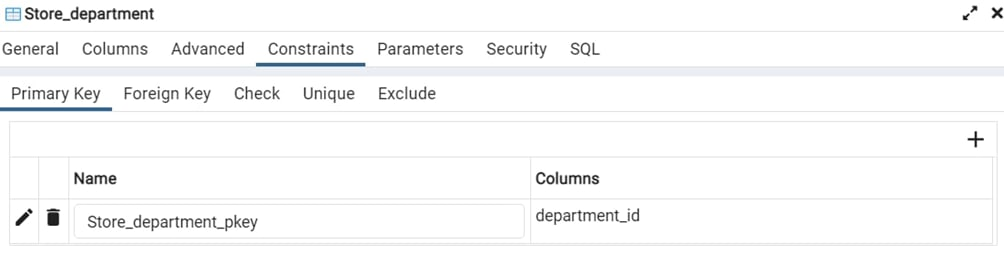 Store_department
General Columns Advanced Constraints Parameters Security SQL
Primary Key Foreign Key Check Unique Exclude
Name Columns
Store_department_pkey department_id